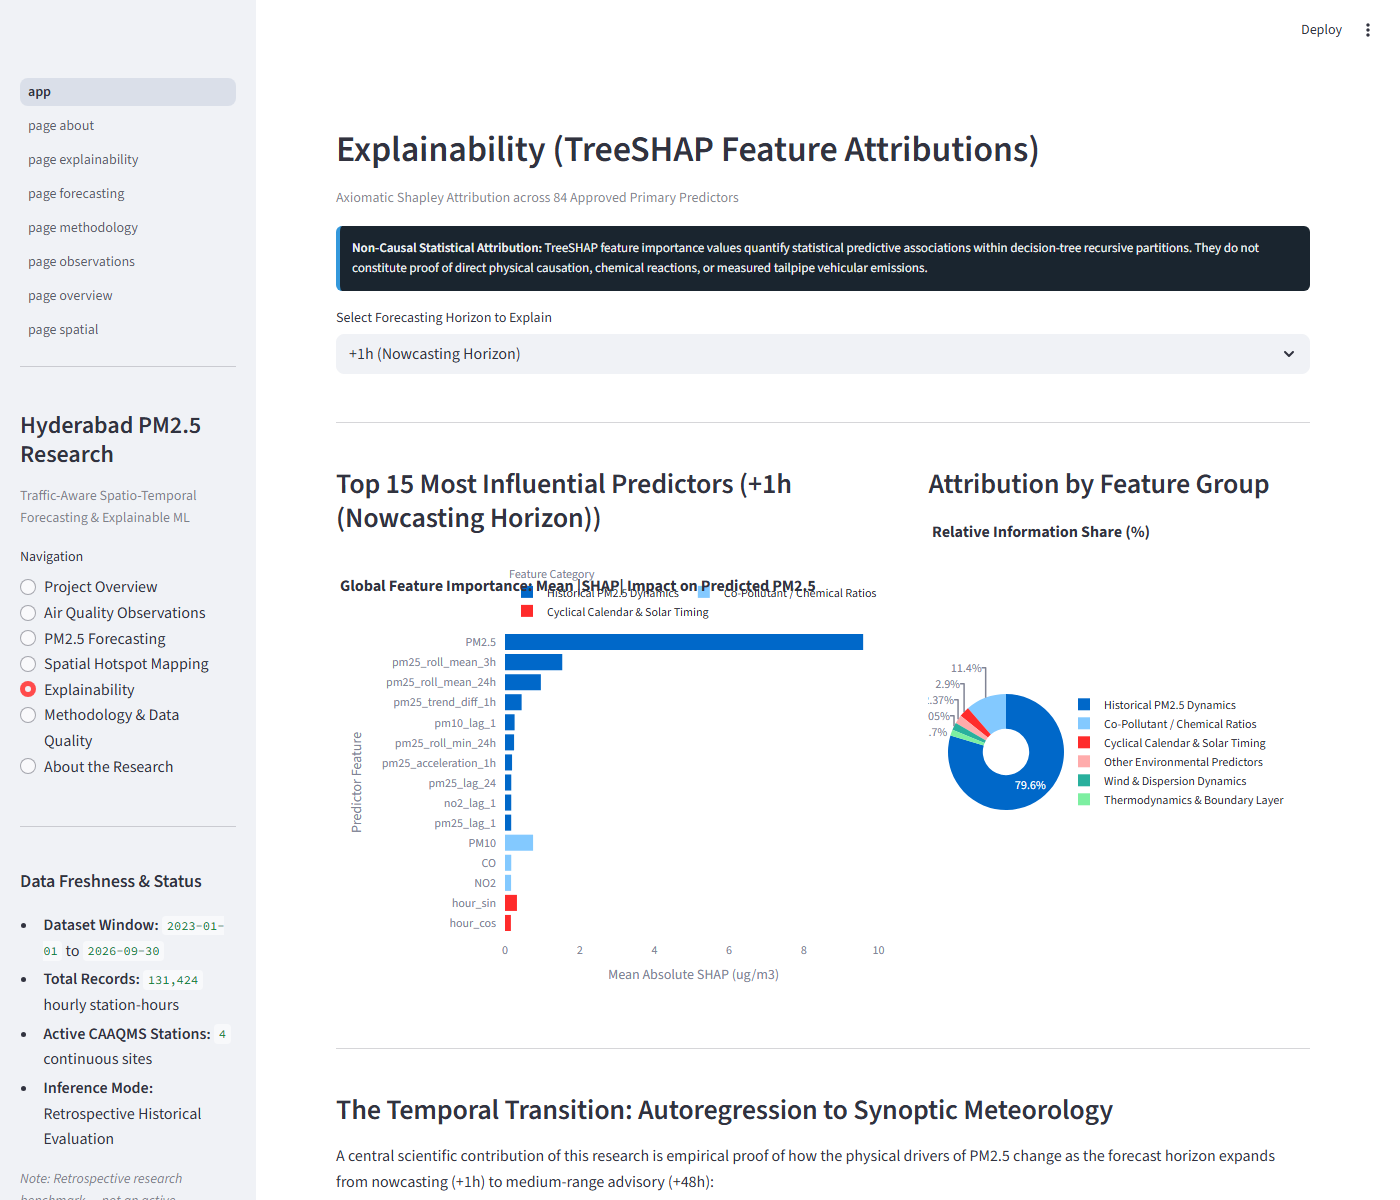 Deploy
app
page about
page explainability
page forecasting
page methodology
page observations
page overview
page spatial
Hyderabad PM2.5
Research
Traffic-Aware Spatio-Temporal
Forecasting & Explainable ML
Navigation
Project Overview
Air Quality Observations
PM2.5 Forecasting
Spatial Hotspot Mapping
Explainability
Methodology & Data
Quality
About the Research
Data Freshness & Status
Dataset Window: 2023-01-
01 to 2026-09-30
Total Records: 131,424
hourly station-hours
Active CAAQMS Stations: 4
continuous sites
Inference Mode:
Retrospective Historical
Evaluation
Note: Retrospective research
Explainability (TreeSHAP Feature Attributions)
Axiomatic Shapley Attribution across 84 Approved Primary Predictors
Non-Causal Statistical Attribution: TreeSHAP feature importance values quantify statistical predictive associations within decision-tree recursive partitions. They do not
constitute proof of direct physical causation, chemical reactions, or measured tailpipe vehicular emissions.
Select Forecasting Horizon to Explain
+1h (Nowcasting Horizon)
Top 15 Most Influential Predictors (+1h
(Nowcasting Horizon))
Feature Category
Global Feature Importance: Mean |SHAP| Impact on Predicted PM2.5
Historical PM2.5 Dynamics
Co-Pollutant / Chemical Ratios
Cyclical Calendar & Solar Timing
Predictor Feature
PM2.5
pm25_roll_mean_3h
pm25_roll_mean_24h
pm25_trend_diff_1h
pm10_lag_1
pm25_roll_min_24h
pm25_acceleration_1h
pm25_lag_24
no2_lag_1
pm25_lag_1
PM10
CO
NO2
hour_sin
hour_cos
0 2 4 6 8 10
Mean Absolute SHAP (ug/m3)
Attribution by Feature Group
Relative Information Share (%)
11.4%
2.9%
.37%
05%
.7%
79.6%
Historical PM2.5 Dynamics
Co-Pollutant / Chemical Ratios
Cyclical Calendar & Solar Timing
Other Environmental Predictors
Wind & Dispersion Dynamics
Thermodynamics & Boundary Layer
The Temporal Transition: Autoregression to Synoptic Meteorology
A central scientific contribution of this research is empirical proof of how the physical drivers of PM2.5 change as the forecast horizon expands
from nowcasting (+1h) to medium-range advisory (+48h):